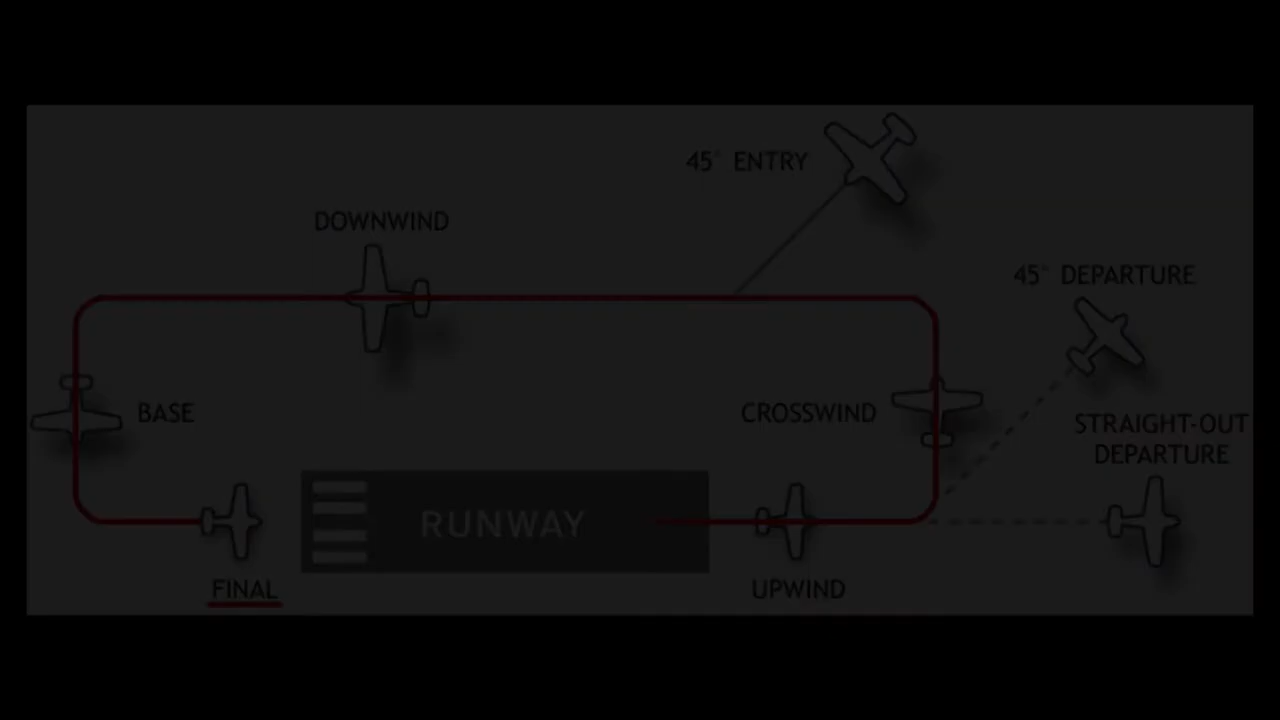 45° ENTRY
DOWNWIND
45° DEPARTURE
BASE
CROSSWIND
STRAIGHT-OUT
DEPARTURE
RUNWAY
FINAL
UPWIND